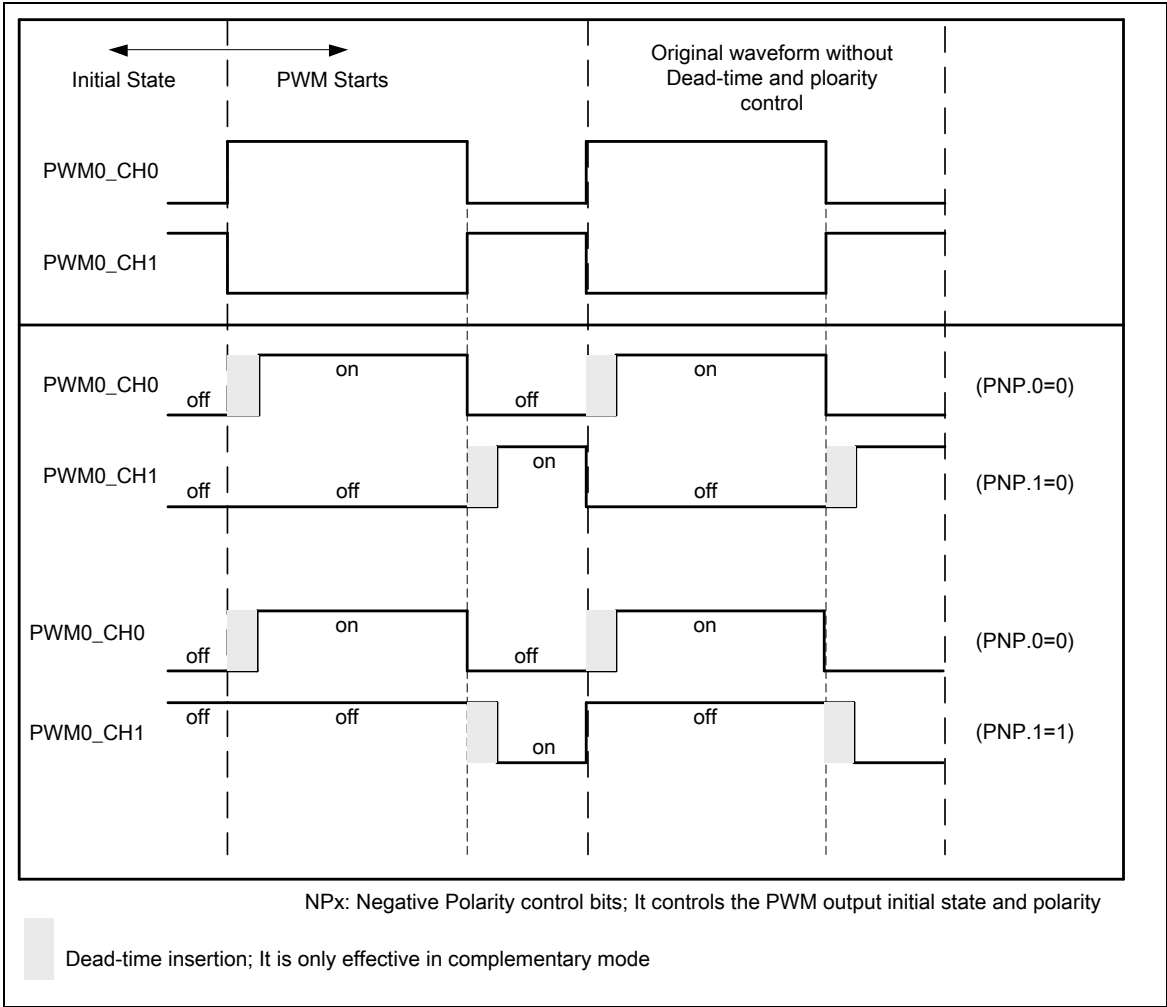 Initial State
PWM Starts
Original waveform without
Dead-time and ploarity
control
PWM0_CH0
PWM0_CH1
PWM0_CH0
off
on
off
on
(PNP.0=0)
PWM0_CH1
off
off
on
off
(PNP.1=0)
PWM0_CH0
off
on
off
on
(PNP.0=0)
PWM0_CH1
off
off
on
off
(PNP.1=1)
NPx: Negative Polarity control bits; It controls the PWM output initial state and polarity
Dead-time insertion; It is only effective in complementary mode